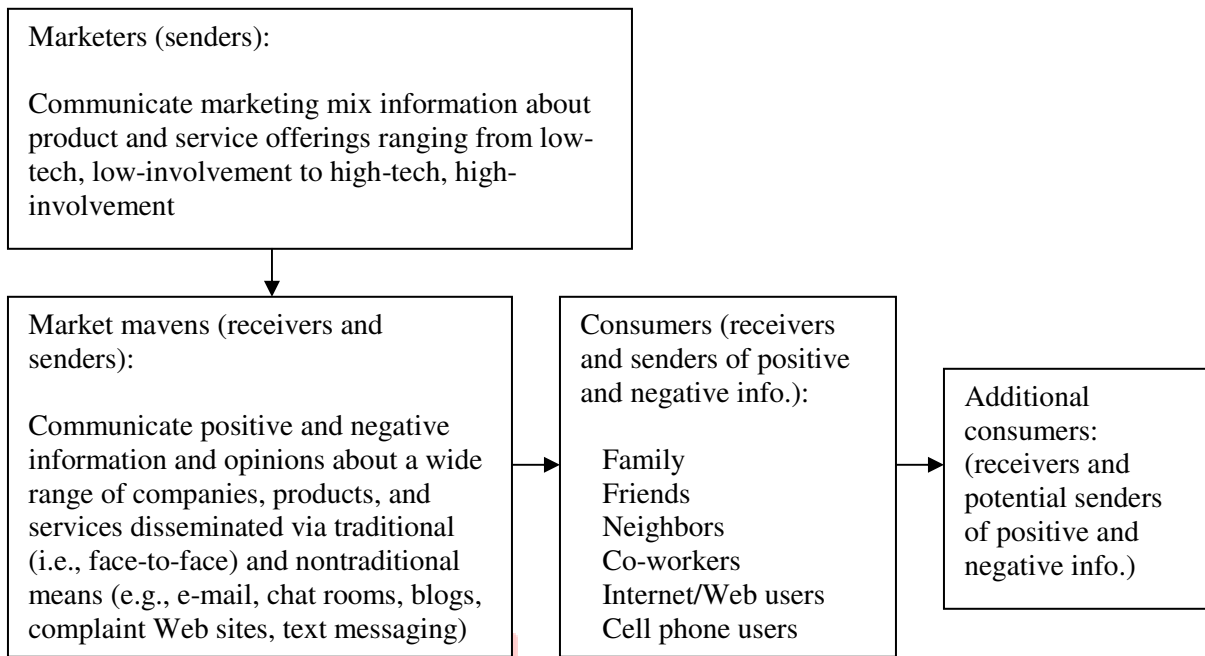 Marketers (senders):
Communicate marketing mix information about
product and service offerings ranging from low-
tech, low-involvement to high-tech, high-
involvement
Market mavens (receivers and
senders):
Communicate positive and negative
information and opinions about a wide
range of companies, products, and
services disseminated via traditional
(i.e., face-to-face) and nontraditional
means (e.g., e-mail, chat rooms, blogs,
complaint Web sites, text messaging)
Consumers (receivers
and senders of positive
and negative info.):
Family
Friends
Neighbors
Co-workers
Internet/Web users
Cell phone users
Additional
consumers:
(receivers and
potential senders
of positive and
negative info.)